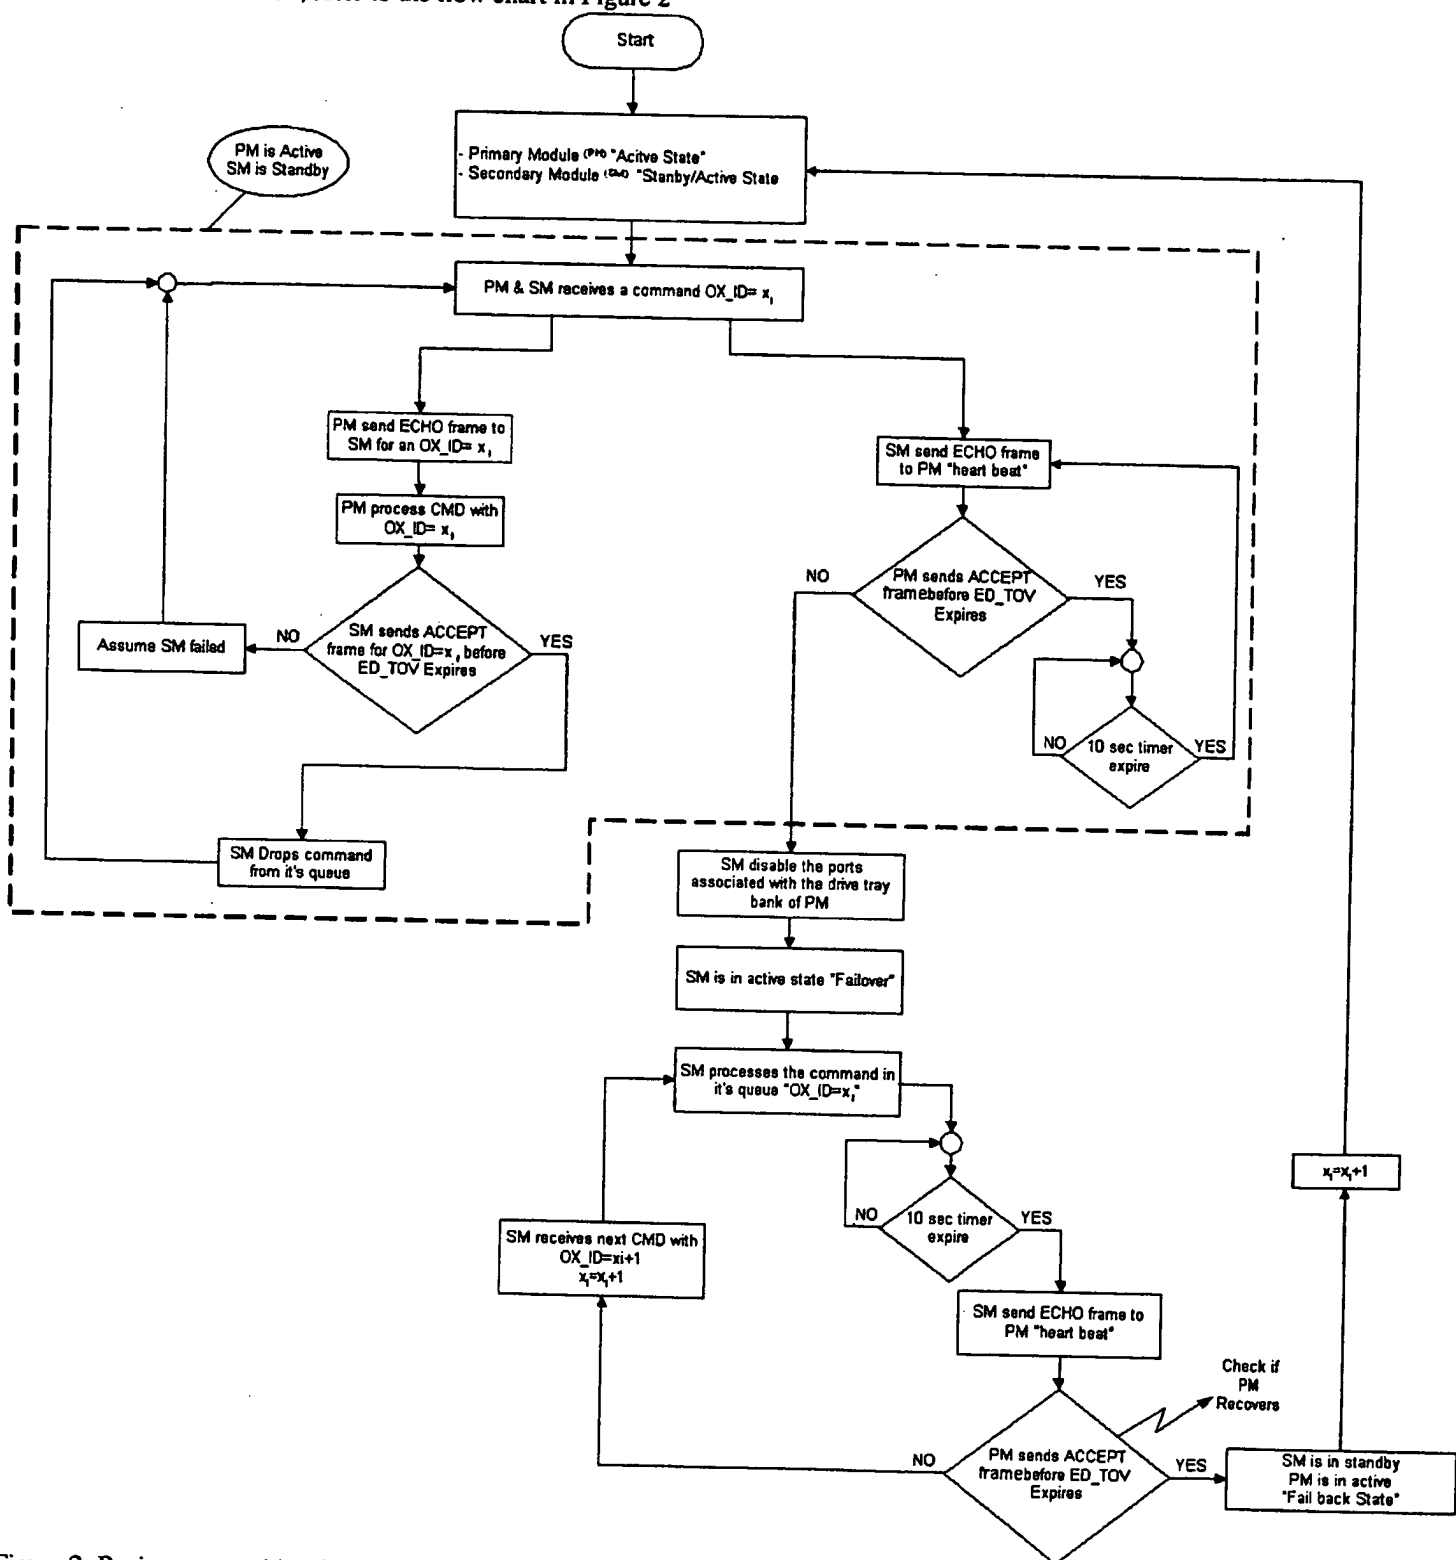 refer to the flow chart in Figure 2
Start
- Primary Module (PM) "Acitve State"
- Secondary Module (SM) "Stanby/Active State
PM is Active
SM is Standby
PM & SM receives a command OX_ID= x,
PM send ECHO frame to
SM for an OX_ID= x,
SM send ECHO frame
to PM "heart beat"
PM process CMD with
OX_ID= x,
NO
PM sends ACCEPT
framebefore ED_TOV
Expires
YES
Assume SM failed
NO
SM sends ACCEPT
frame for OX_ID=x, before
ED_TOV Expires
YES
NO
10 sec timer
expire
YES
SM Drops command
from it's queue
SM disable the ports
associated with the drive tray
bank of PM
SM is in active state "Failover"
SM processes the command in
it's queue "OX_ID=x,"
x,=x,+1
NO
10 sec timer
expire
YES
SM receives next CMD with
OX_ID=xi+1
x,=x,+1
SM send ECHO frame to
PM "heart beat"
Check if
PM
Recovers
NO
PM sends ACCEPT
framebefore ED_TOV
Expires
YES
SM is in standby
PM is in active
"Fail back State"